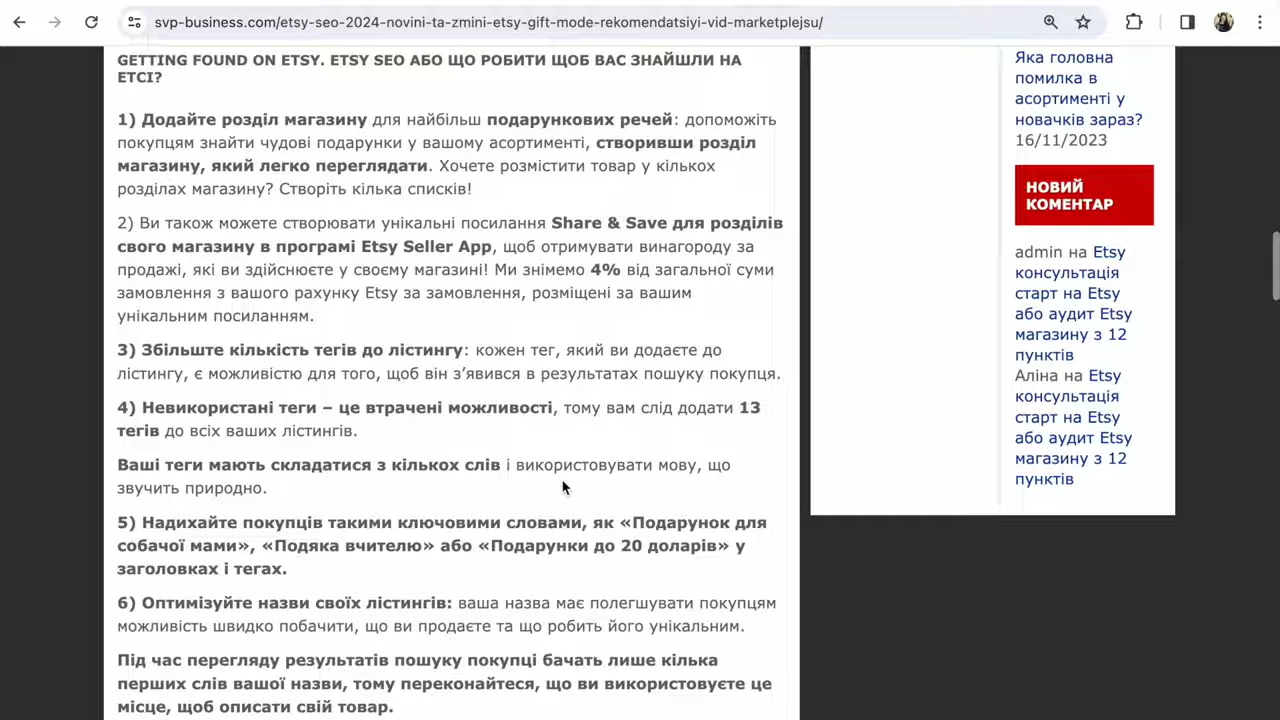 svp-business.com/etsy-seo-2024-novini-ta-zmini-etsy-gift-mode-rekomendatsiyi-vid-marketplejsu/
GETTING FOUND ON ETSY. ETSY SEO АБО ЩО РОБИТИ ЩОБ ВАС ЗНАЙШЛИ НА
ЕТСІ?
1) Додайте розділ магазину для найбільш подарункових речей: допоможіть
покупцям знайти чудові подарунки у вашому асортименті, створивши розділ
магазину, який легко переглядати. Хочете розмістити товар у кількох
розділах магазину? Створіть кілька списків!
2) Ви також можете створювати унікальні посилання Share & Save для розділів
свого магазину в програмі Etsy Seller App, щоб отримувати винагороду за
продажі, які ви здійснюєте у своєму магазині! Ми знімемо 4% від загальної суми
замовлення з вашого рахунку Etsy за замовлення, розміщені за вашим
унікальним посиланням.
3) Збільште кількість тегів до лістингу: кожен тег, який ви додаєте до
лістингу, є можливістю для того, щоб він з’явився в результатах пошуку покупця.
4) Невикористані теги – це втрачені можливості, тому вам слід додати 13
тегів до всіх ваших лістингів.
Ваші теги мають складатися з кількох слів і використовувати мову, що
звучить природно.
5) Надихайте покупців такими ключовими словами, як «Подарунок для
собачої мами», «Подяка вчителю» або «Подарунки до 20 доларів» у
заголовках і тегах.
6) Оптимізуйте назви своїх лістингів: ваша назва має полегшувати покупцям
можливість швидко побачити, що ви продаєте та що робить його унікальним.
Під час перегляду результатів пошуку покупці бачать лише кілька
перших слів вашої назви, тому переконайтеся, що ви використовуєте це
місце, щоб описати свій товар.
Яка головна
помилка в
асортименті у
новачків зараз?
16/11/2023
НОВИЙ
КОМЕНТАР
admin на Etsy
консультація
старт на Etsy
або аудит Etsy
магазину з 12
пунктів
Аліна на Etsy
консультація
старт на Etsy
або аудит Etsy
магазину з 12
пунктів